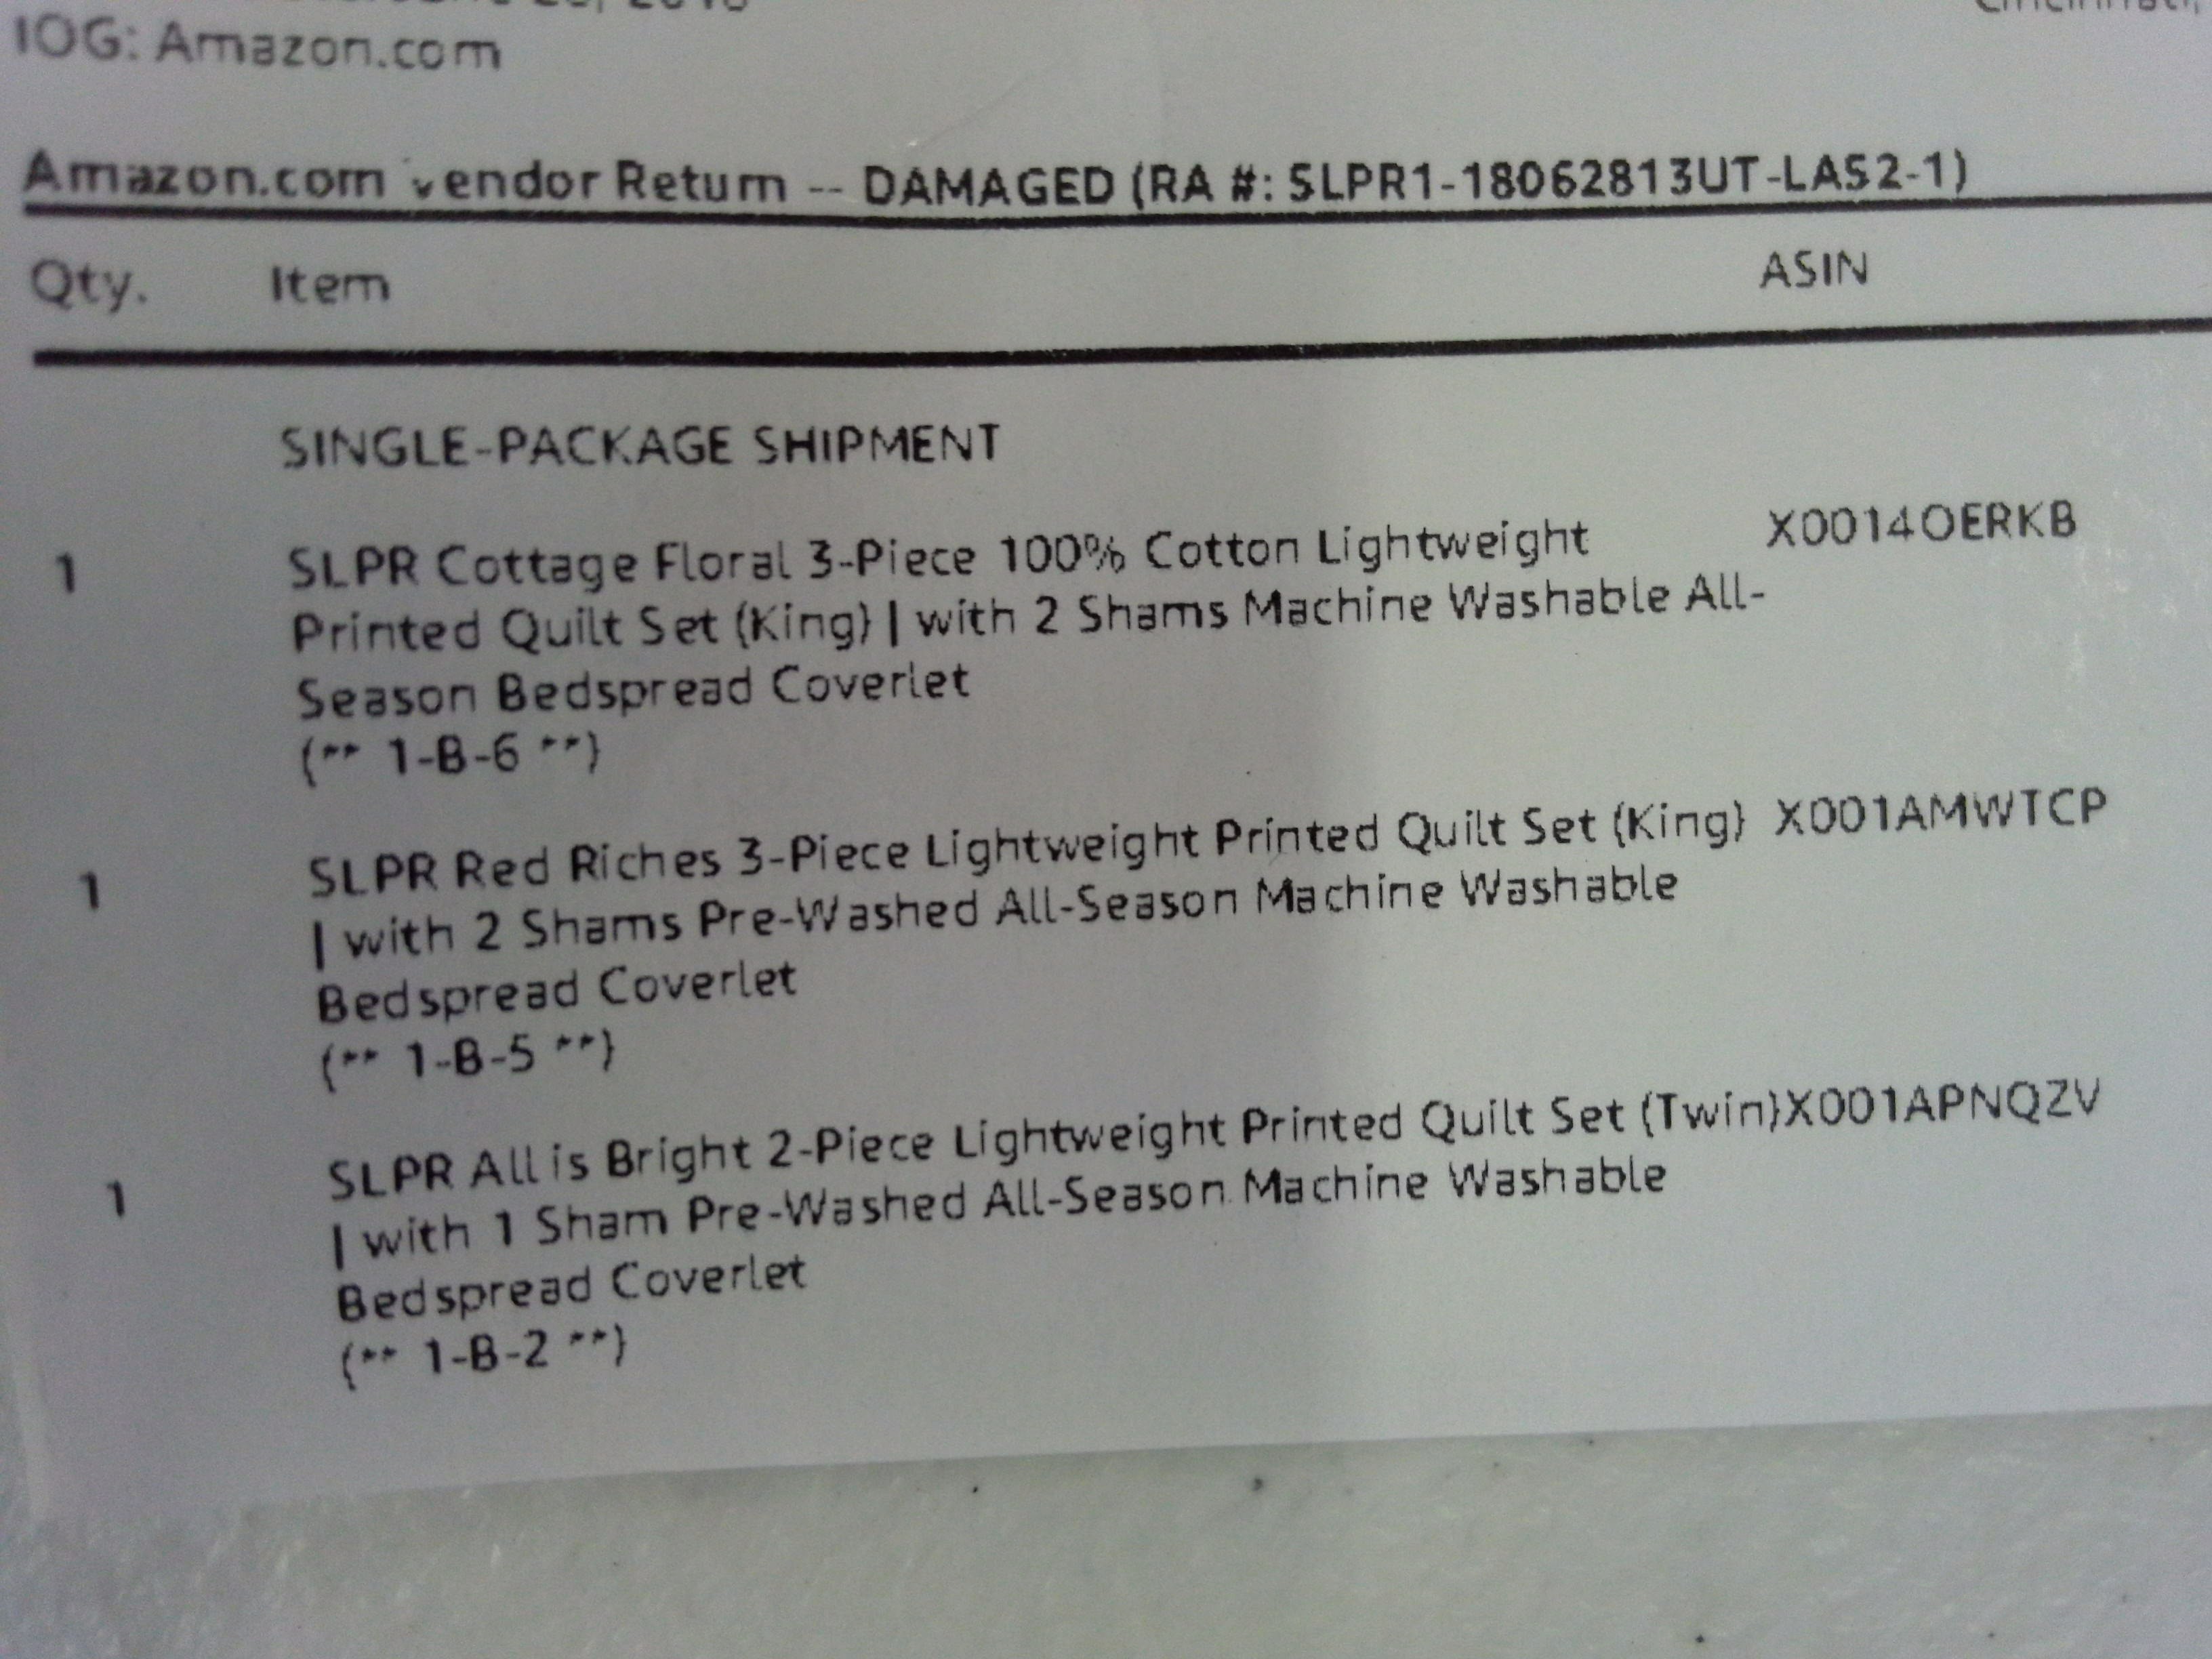 IOG: Amazon.com
Amazon.com vendor Return -- DAMAGED (RA #: SLPR1-18062813UT-LAS2-1)
Qty. Item ASIN
SINGLE-PACKAGE SHIPMENT
1 SLPR Cottage Floral 3-Piece 100% Cotton Lightweight X0014OERKB
Printed Quilt Set (King) | with 2 Shams Machine Washable All-
Season Bedspread Coverlet
(** 1-B-6 **)
1 SLPR Red Riches 3-Piece Lightweight Printed Quilt Set (King) X001AMWTCP
| with 2 Shams Pre-Washed All-Season Machine Washable
Bedspread Coverlet
(** 1-B-5 **)
1 SLPR All is Bright 2-Piece Lightweight Printed Quilt Set (Twin) X001APNQZV
| with 1 Sham Pre-Washed All-Season Machine Washable
Bedspread Coverlet
(** 1-B-2 **)